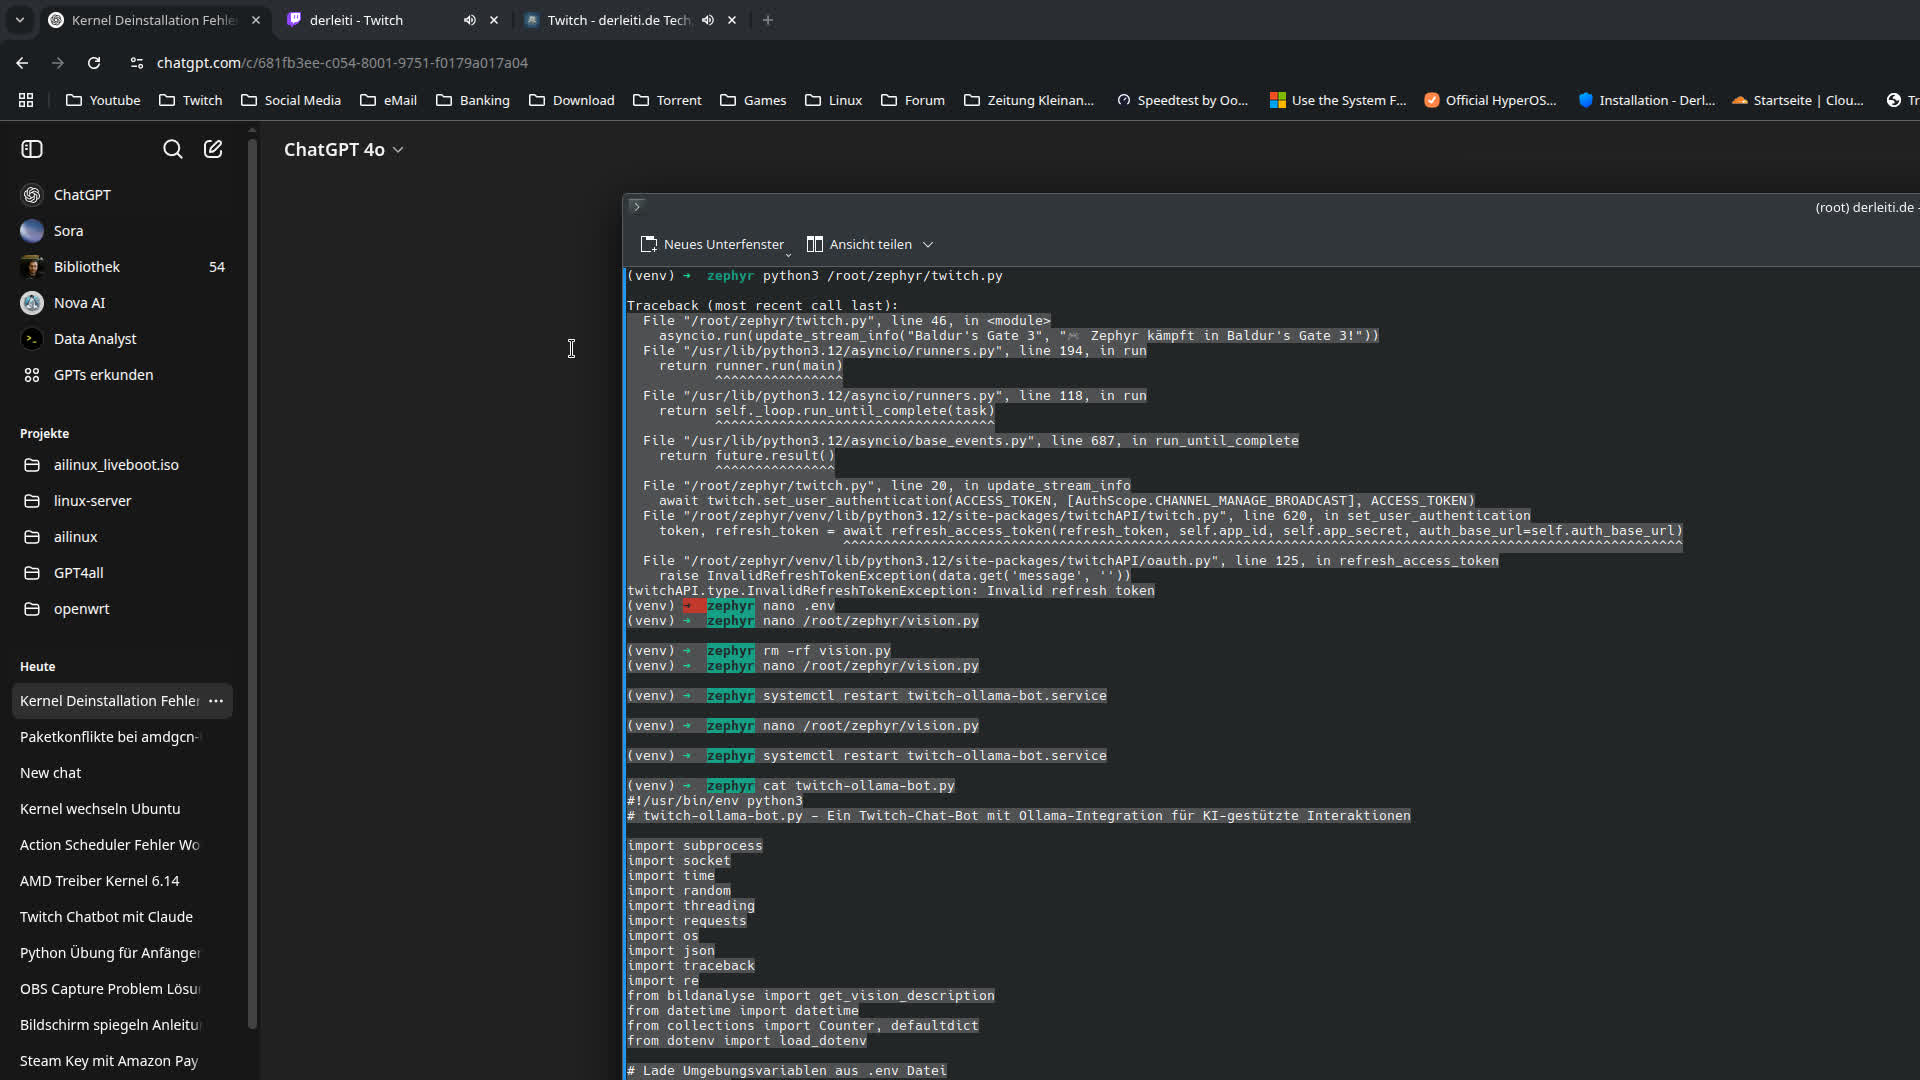 Kernel Deinstallation Fehle
derleiti - Twitch
Twitch - derleiti.de Tech
chatgpt.com/c/681fb3ee-c054-8001-9751-f0179a017a04
Youtube
Twitch
Social Media
eMail
Banking
Download
Torrent
Games
Linux
Forum
Zeitung Kleinan...
Speedtest by Oo...
Use the System F...
Official HyperOS...
Installation - Derl...
Startseite | Clou...
Tr
ChatGPT 4o
ChatGPT
Sora
Bibliothek 54
Nova AI
Data Analyst
GPTs erkunden
Projekte
ailinux_liveboot.iso
linux-server
ailinux
GPT4all
openwrt
Heute
Kernel Deinstallation Fehler ...
Paketkonflikte bei amdgcn-
New chat
Kernel wechseln Ubuntu
Action Scheduler Fehler Wo
AMD Treiber Kernel 6.14
Twitch Chatbot mit Claude
Python Übung für Anfänger
OBS Capture Problem Lösu
Bildschirm spiegeln Anleitu
Steam Key mit Amazon Pay
(root) derleiti.de -
Neues Unterfenster
Ansicht teilen
(venv) ➜  zephyr python3 /root/zephyr/twitch.py
Traceback (most recent call last):
  File "/root/zephyr/twitch.py", line 46, in <module>
    asyncio.run(update_stream_info("Baldur's Gate 3", "🎮 Zephyr kämpft in Baldur's Gate 3!"))
  File "/usr/lib/python3.12/asyncio/runners.py", line 194, in run
    return runner.run(main)
           ^^^^^^^^^^^^^^^^
  File "/usr/lib/python3.12/asyncio/runners.py", line 118, in run
    return self._loop.run_until_complete(task)
           ^^^^^^^^^^^^^^^^^^^^^^^^^^^^^^^^^^^
  File "/usr/lib/python3.12/asyncio/base_events.py", line 687, in run_until_complete
    return future.result()
           ^^^^^^^^^^^^^^^
  File "/root/zephyr/twitch.py", line 20, in update_stream_info
    await twitch.set_user_authentication(ACCESS_TOKEN, [AuthScope.CHANNEL_MANAGE_BROADCAST], ACCESS_TOKEN)
  File "/root/zephyr/venv/lib/python3.12/site-packages/twitchAPI/twitch.py", line 620, in set_user_authentication
    token, refresh_token = await refresh_access_token(refresh_token, self.app_id, self.app_secret, auth_base_url=self.auth_base_url)
                           ^^^^^^^^^^^^^^^^^^^^^^^^^^^^^^^^^^^^^^^^^^^^^^^^^^^^^^^^^^^^^^^^^^^^^^^^^^^^^^^^^^^^^^^^^^^^^^^^^^^^^^^^^
  File "/root/zephyr/venv/lib/python3.12/site-packages/twitchAPI/oauth.py", line 125, in refresh_access_token
    raise InvalidRefreshTokenException(data.get('message', ''))
twitchAPI.type.InvalidRefreshTokenException: Invalid refresh token
(venv) ➜  zephyr nano .env
(venv) ➜  zephyr nano /root/zephyr/vision.py
(venv) ➜  zephyr rm -rf vision.py
(venv) ➜  zephyr nano /root/zephyr/vision.py
(venv) ➜  zephyr systemctl restart twitch-ollama-bot.service
(venv) ➜  zephyr nano /root/zephyr/vision.py
(venv) ➜  zephyr systemctl restart twitch-ollama-bot.service
(venv) ➜  zephyr cat twitch-ollama-bot.py
#!/usr/bin/env python3
# twitch-ollama-bot.py - Ein Twitch-Chat-Bot mit Ollama-Integration für KI-gestützte Interaktionen
import subprocess
import socket
import time
import random
import threading
import requests
import os
import json
import traceback
import re
from bildanalyse import get_vision_description
from datetime import datetime
from collections import Counter, defaultdict
from dotenv import load_dotenv
# Lade Umgebungsvariablen aus .env Datei